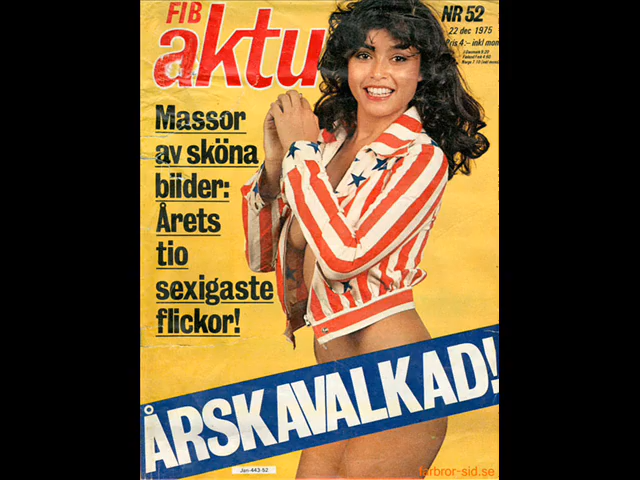 FIB
aktu
NR 52
22 dec 1975
Pris 4:- inkl mom
Massor
av sköna
bilder:
Årets
tio
sexigaste
flickor!
ÅRSKAVALKAD!
Jan-443-52
farbror-sid.se